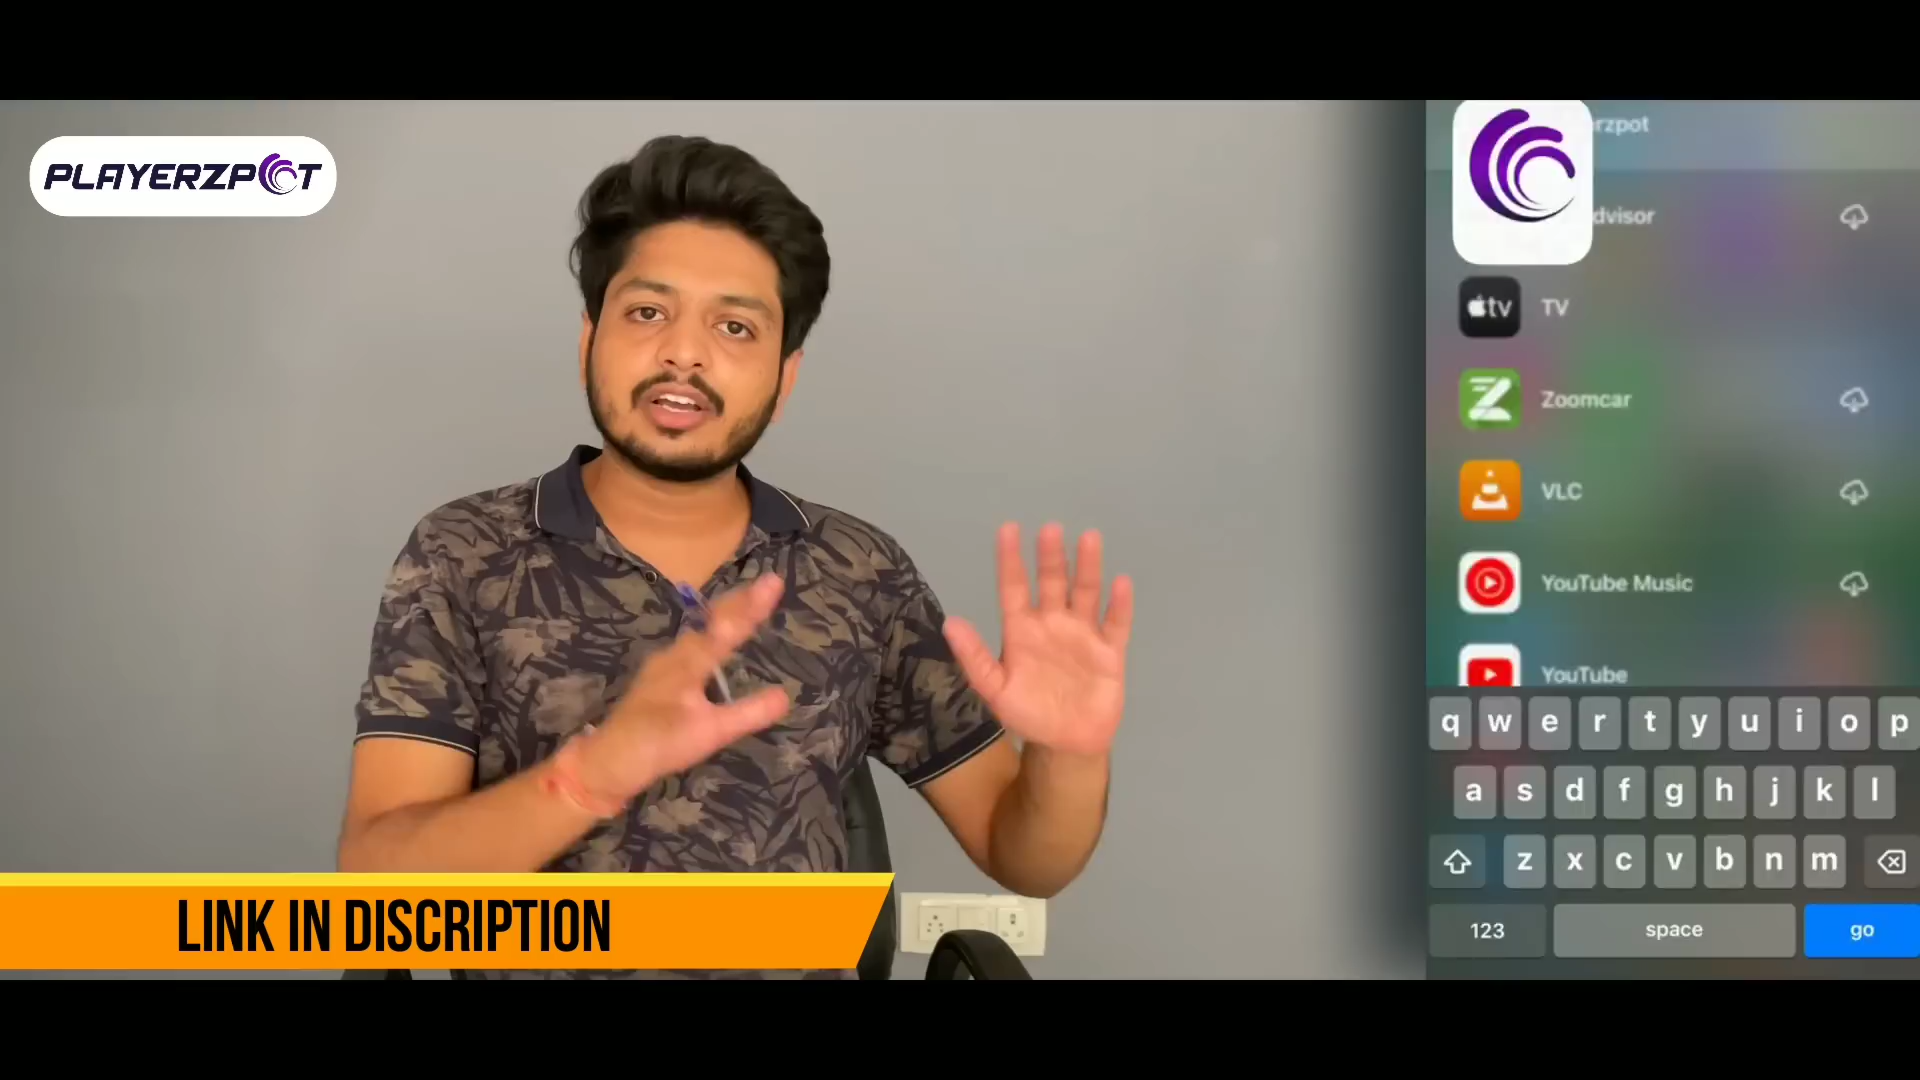 PLAYERZPOT
LINK IN DISCRIPTION
rzpot
dvisor
tv TV
Zoomcar
VLC
YouTube Music
YouTube
q w e r t y u i o p
a s d f g h j k l
z x c v b n m
123 space go